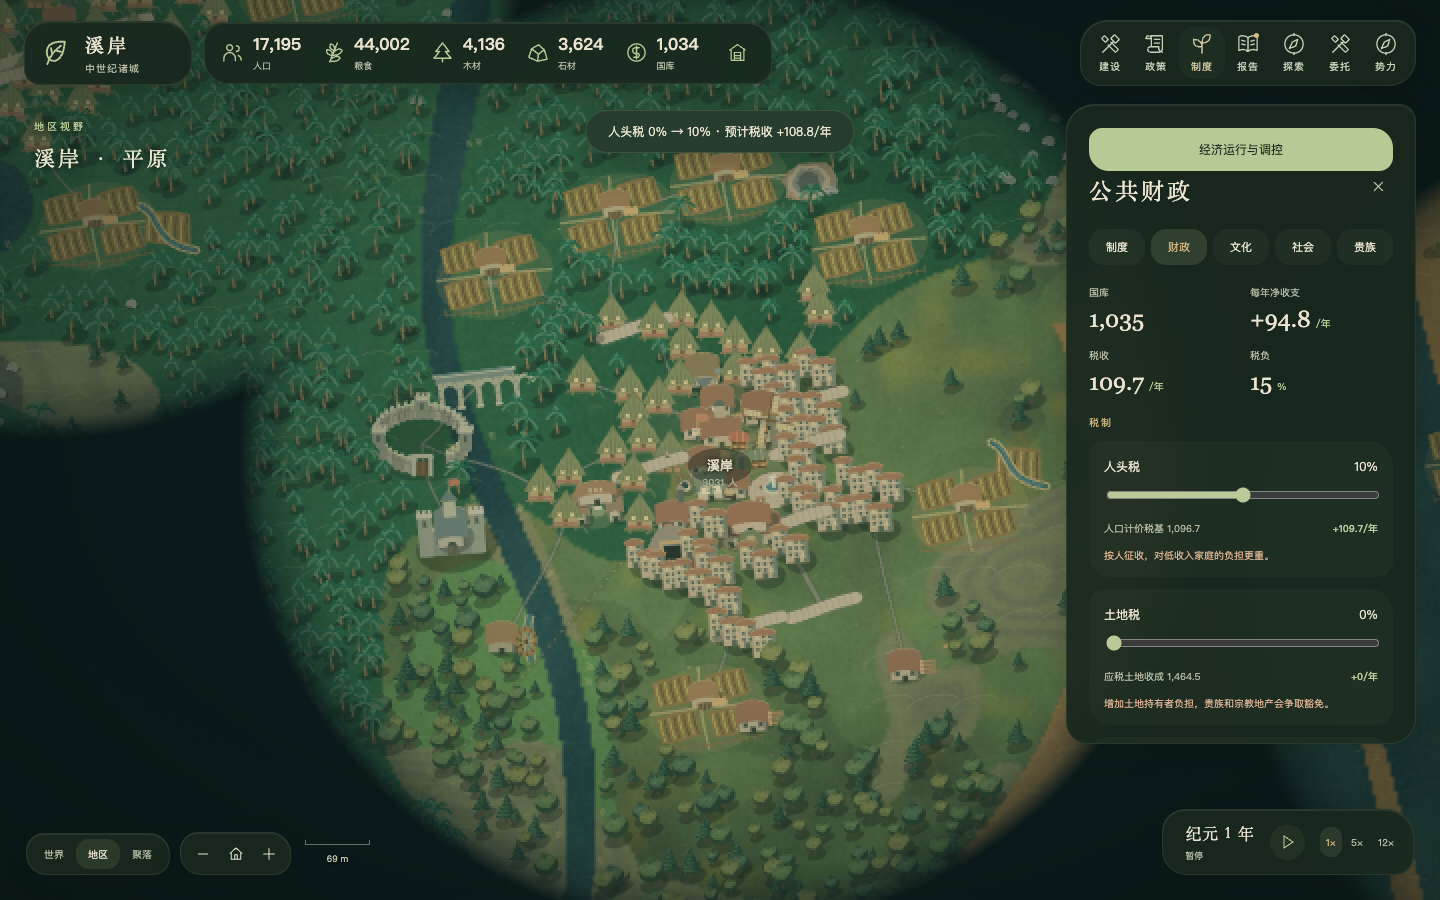 溪岸
中世纪诸城
17,195
人口
44,002
粮食
4,136
木材
3,624
石材
1,034
国库
建设
政策
制度
报告
探索
委托
势力
地区视野
溪岸 · 平原
人头税 0% → 10% · 预计税收 +108.8/年
经济运行与调控
公共财政
制度
财政
文化
社会
贵族
国库
每年净收支
1,035
+94.8 /年
税收
税负
109.7 /年
15 %
税制
人头税 10%
人口计价税基 1,096.7 +109.7/年
按人征收，对低收入家庭的负担更重。
土地税 0%
应税土地收成 1,464.5 +0/年
增加土地持有者负担，贵族和宗教地产会争取豁免。
溪岸
3031 人
世界
地区
聚落
69 m
纪元 1 年
暂停
1×
5×
12×